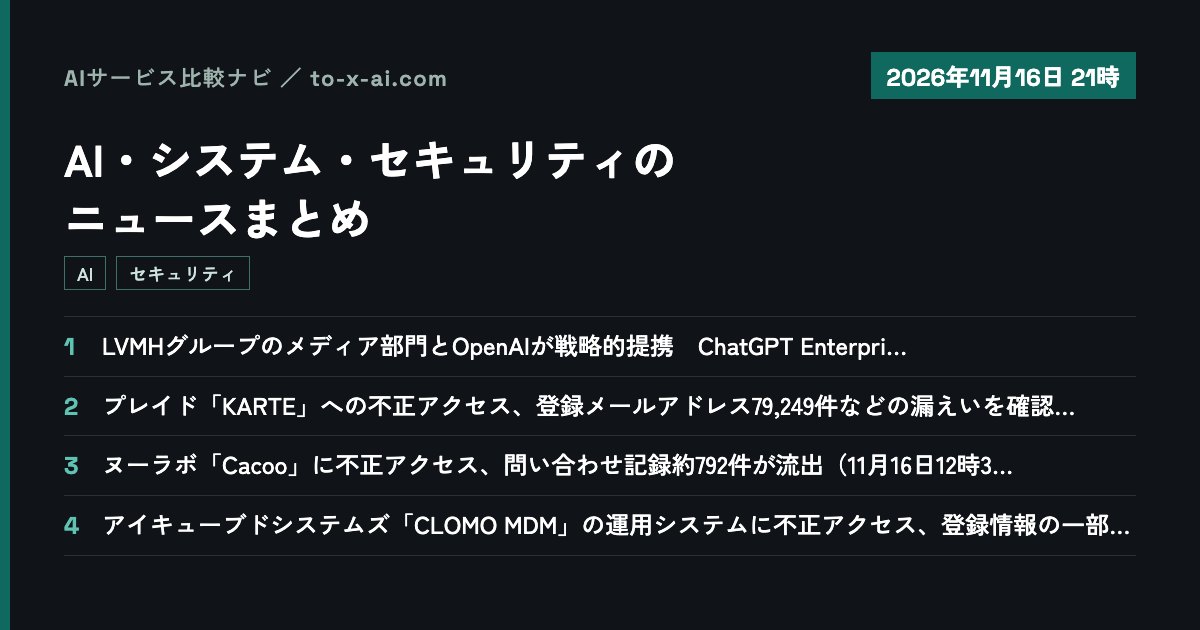 AIサービス比較ナビ ／ to-x-ai.com
2026年11月16日 21時
AI・システム・セキュリティの
ニュースまとめ
AI
セキュリティ
1 LVMHグループのメディア部門とOpenAIが戦略的提携　ChatGPT Enterpri…
2 プレイド「KARTE」への不正アクセス、登録メールアドレス79,249件などの漏えいを確認…
3 ヌーラボ「Cacoo」に不正アクセス、問い合わせ記録約792件が流出（11月16日12時3…
4 アイキューブドシステムズ「CLOMO MDM」の運用システムに不正アクセス、登録情報の一部…